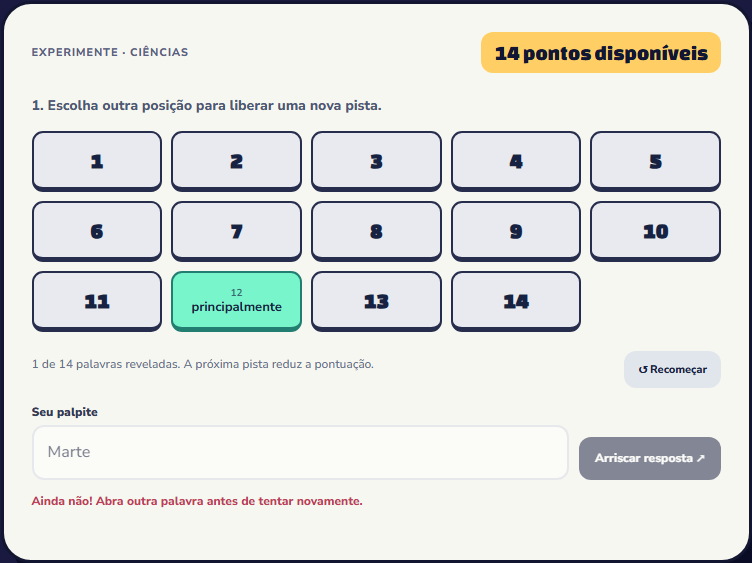 EXPERIMENTE · CIÊNCIAS
14 pontos disponíveis
1. Escolha outra posição para liberar uma nova pista.
1 2 3 4 5
6 7 8 9 10
11 12 principalmente 13 14
1 de 14 palavras reveladas. A próxima pista reduz a pontuação.
↺ Recomeçar
Seu palpite
Marte
Arriscar resposta ↗
Ainda não! Abra outra palavra antes de tentar novamente.